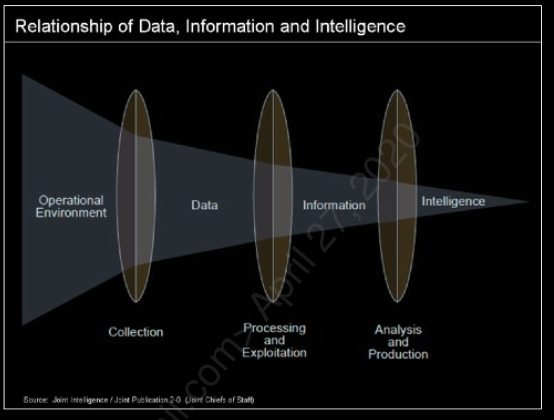 Relationship of Data, Information and Intelligence
Operational
Environment
Data
Information
Intelligence
Collection
Processing
and
Exploitation
Analysis
and
Production
Source: Joint Intelligence / Joint Publication 2-0 (Joint Chiefs of Staff)
.com> April 27, 2020